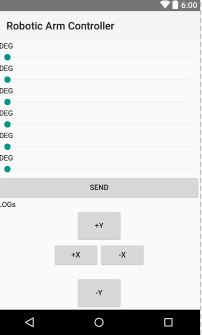 6:00
Robotic Arm Controller
DEG
DEG
DEG
DEG
DEG
DEG
SEND
LOGs
+Y
+X -X
-Y